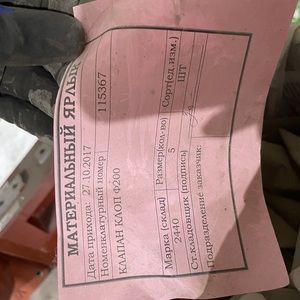 МАТЕРИАЛЬНЫЙ ЯРЛЫК
Дата прихода: 27.10.2017
Номенклатурный номер 115367
КЛАПАН КЛОП Ф200
Марка (склад) Размер(кол-во) Сорт(ед.изм.)
2440 5 ШТ
Ст.кладовщик (подпись)
Подразделение заказчик: